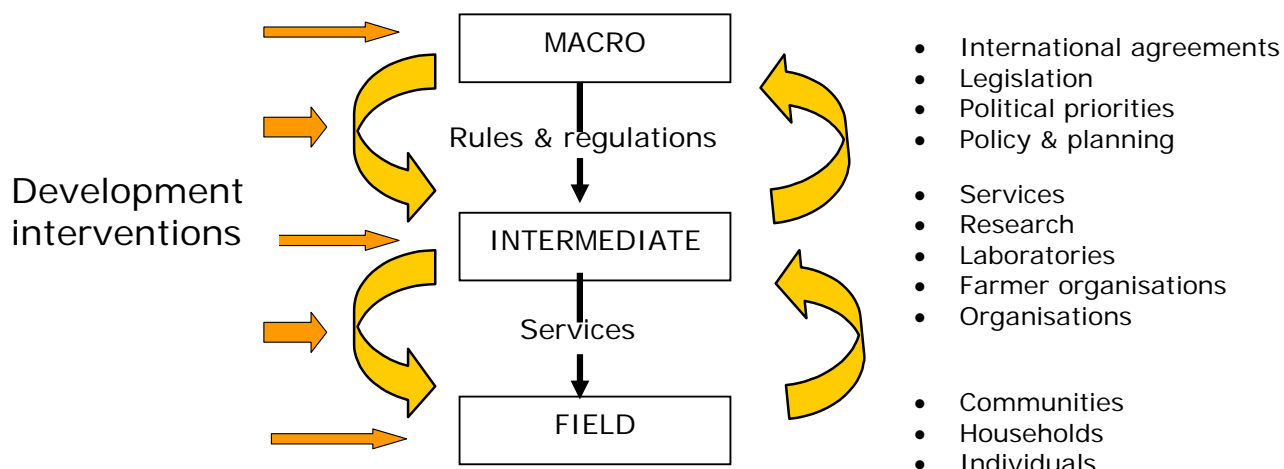 MACRO
Rules & regulations
INTERMEDIATE
Services
FIELD
Development
interventions
• International agreements
• Legislation
• Political priorities
• Policy & planning
• Services
• Research
• Laboratories
• Farmer organisations
• Organisations
• Communities
• Households
• Individuals